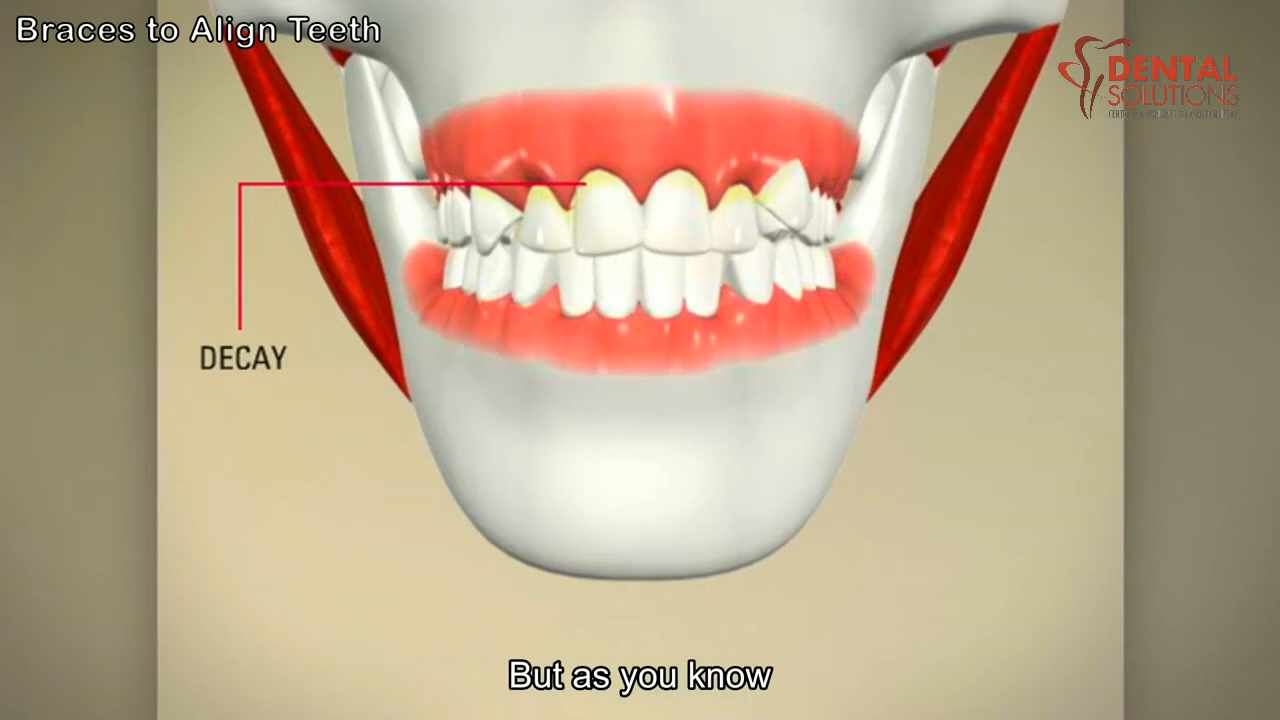 Braces to Align Teeth
DENTAL
SOLUTIONS
DECAY
But as you know